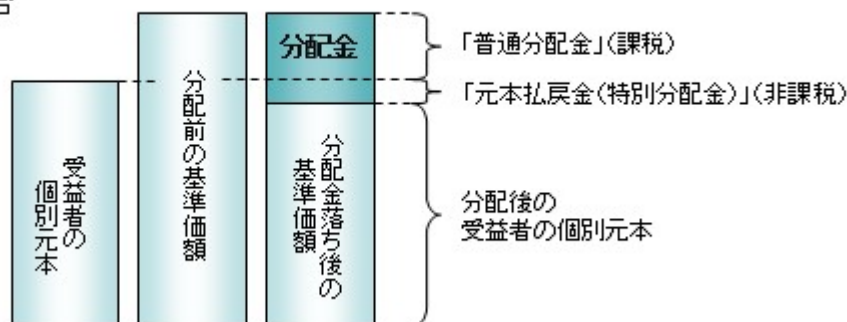 分配金
「普通分配金」(課税)
「元本払戻金(特別分配金)」(非課税)
受益者の
個別元本
分配前の基準価額
分配金落ち後の
基準価額
分配後の
受益者の個別元本